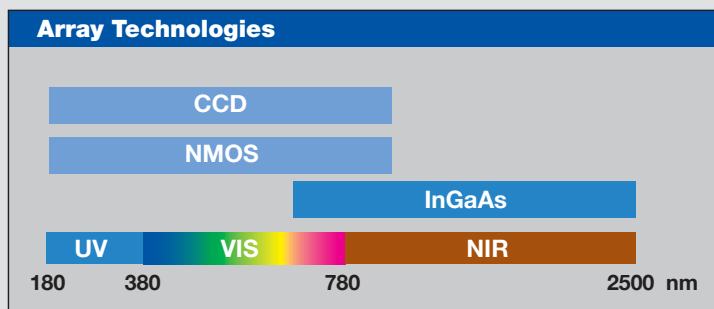 Array Technologies
CCD
NMOS
InGaAs
UV VIS NIR
180 380 780 2500 nm